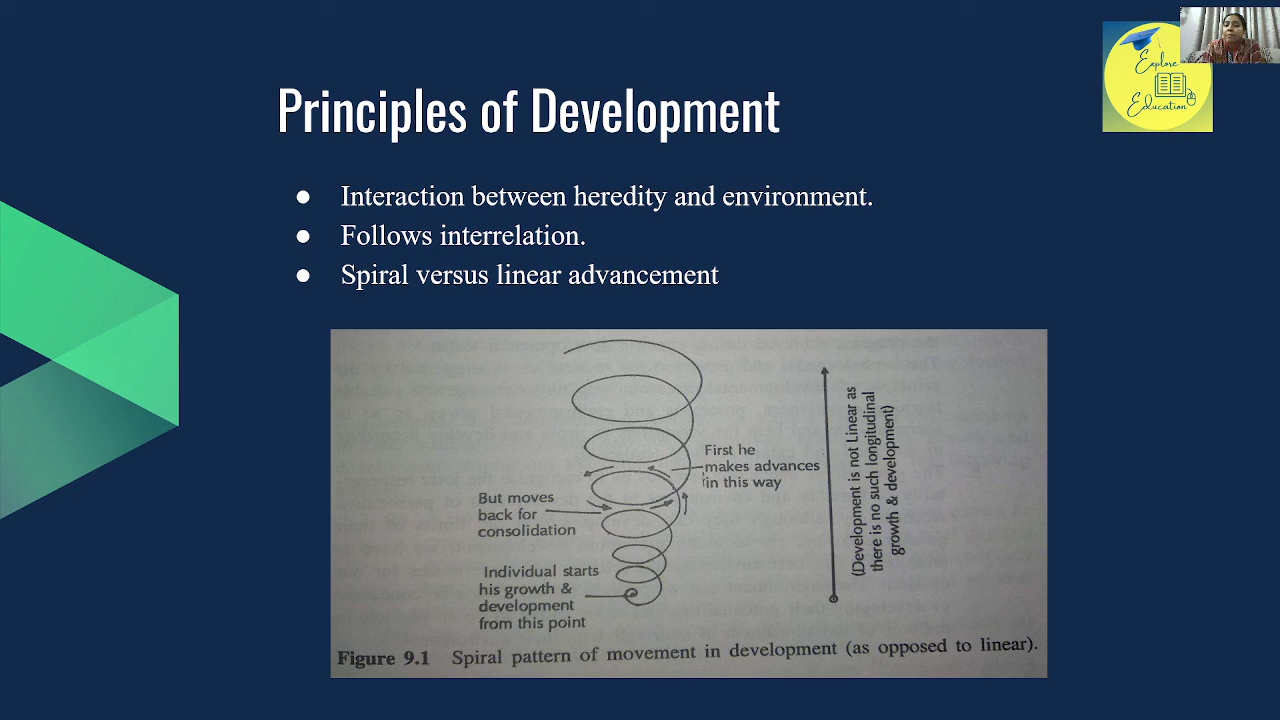 Explore
Education
Principles of Development
● Interaction between heredity and environment.
● Follows interrelation.
● Spiral versus linear advancement
First he
makes advances
in this way
But moves
back for
consolidation
Individual starts
his growth &
development
from this point
(Development is not Linear as
there is no such longitudinal
growth & development)
Figure 9.1 Spiral pattern of movement in development (as opposed to linear).